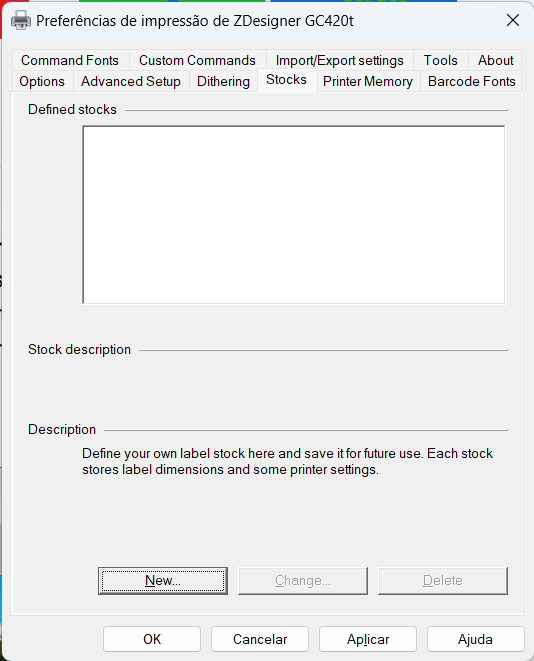 Preferências de impressão de ZDesigner GC420t
Command Fonts Custom Commands Import/Export settings Tools About
Options Advanced Setup Dithering Stocks Printer Memory Barcode Fonts
Defined stocks
Stock description
Description
Define your own label stock here and save it for future use. Each stock
stores label dimensions and some printer settings.
New... Change... Delete
OK Cancelar Aplicar Ajuda